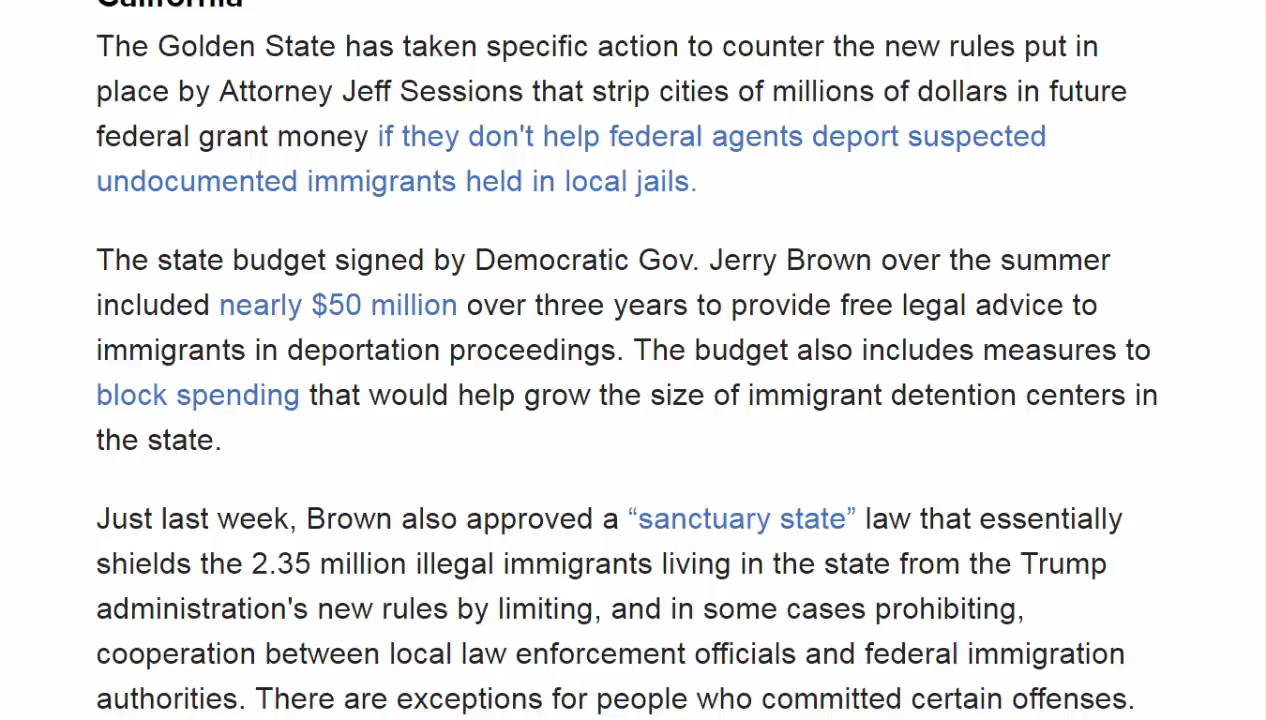 California
The Golden State has taken specific action to counter the new rules put in
place by Attorney Jeff Sessions that strip cities of millions of dollars in future
federal grant money if they don't help federal agents deport suspected
undocumented immigrants held in local jails.
The state budget signed by Democratic Gov. Jerry Brown over the summer
included nearly $50 million over three years to provide free legal advice to
immigrants in deportation proceedings. The budget also includes measures to
block spending that would help grow the size of immigrant detention centers in
the state.
Just last week, Brown also approved a “sanctuary state” law that essentially
shields the 2.35 million illegal immigrants living in the state from the Trump
administration's new rules by limiting, and in some cases prohibiting,
cooperation between local law enforcement officials and federal immigration
authorities. There are exceptions for people who committed certain offenses.